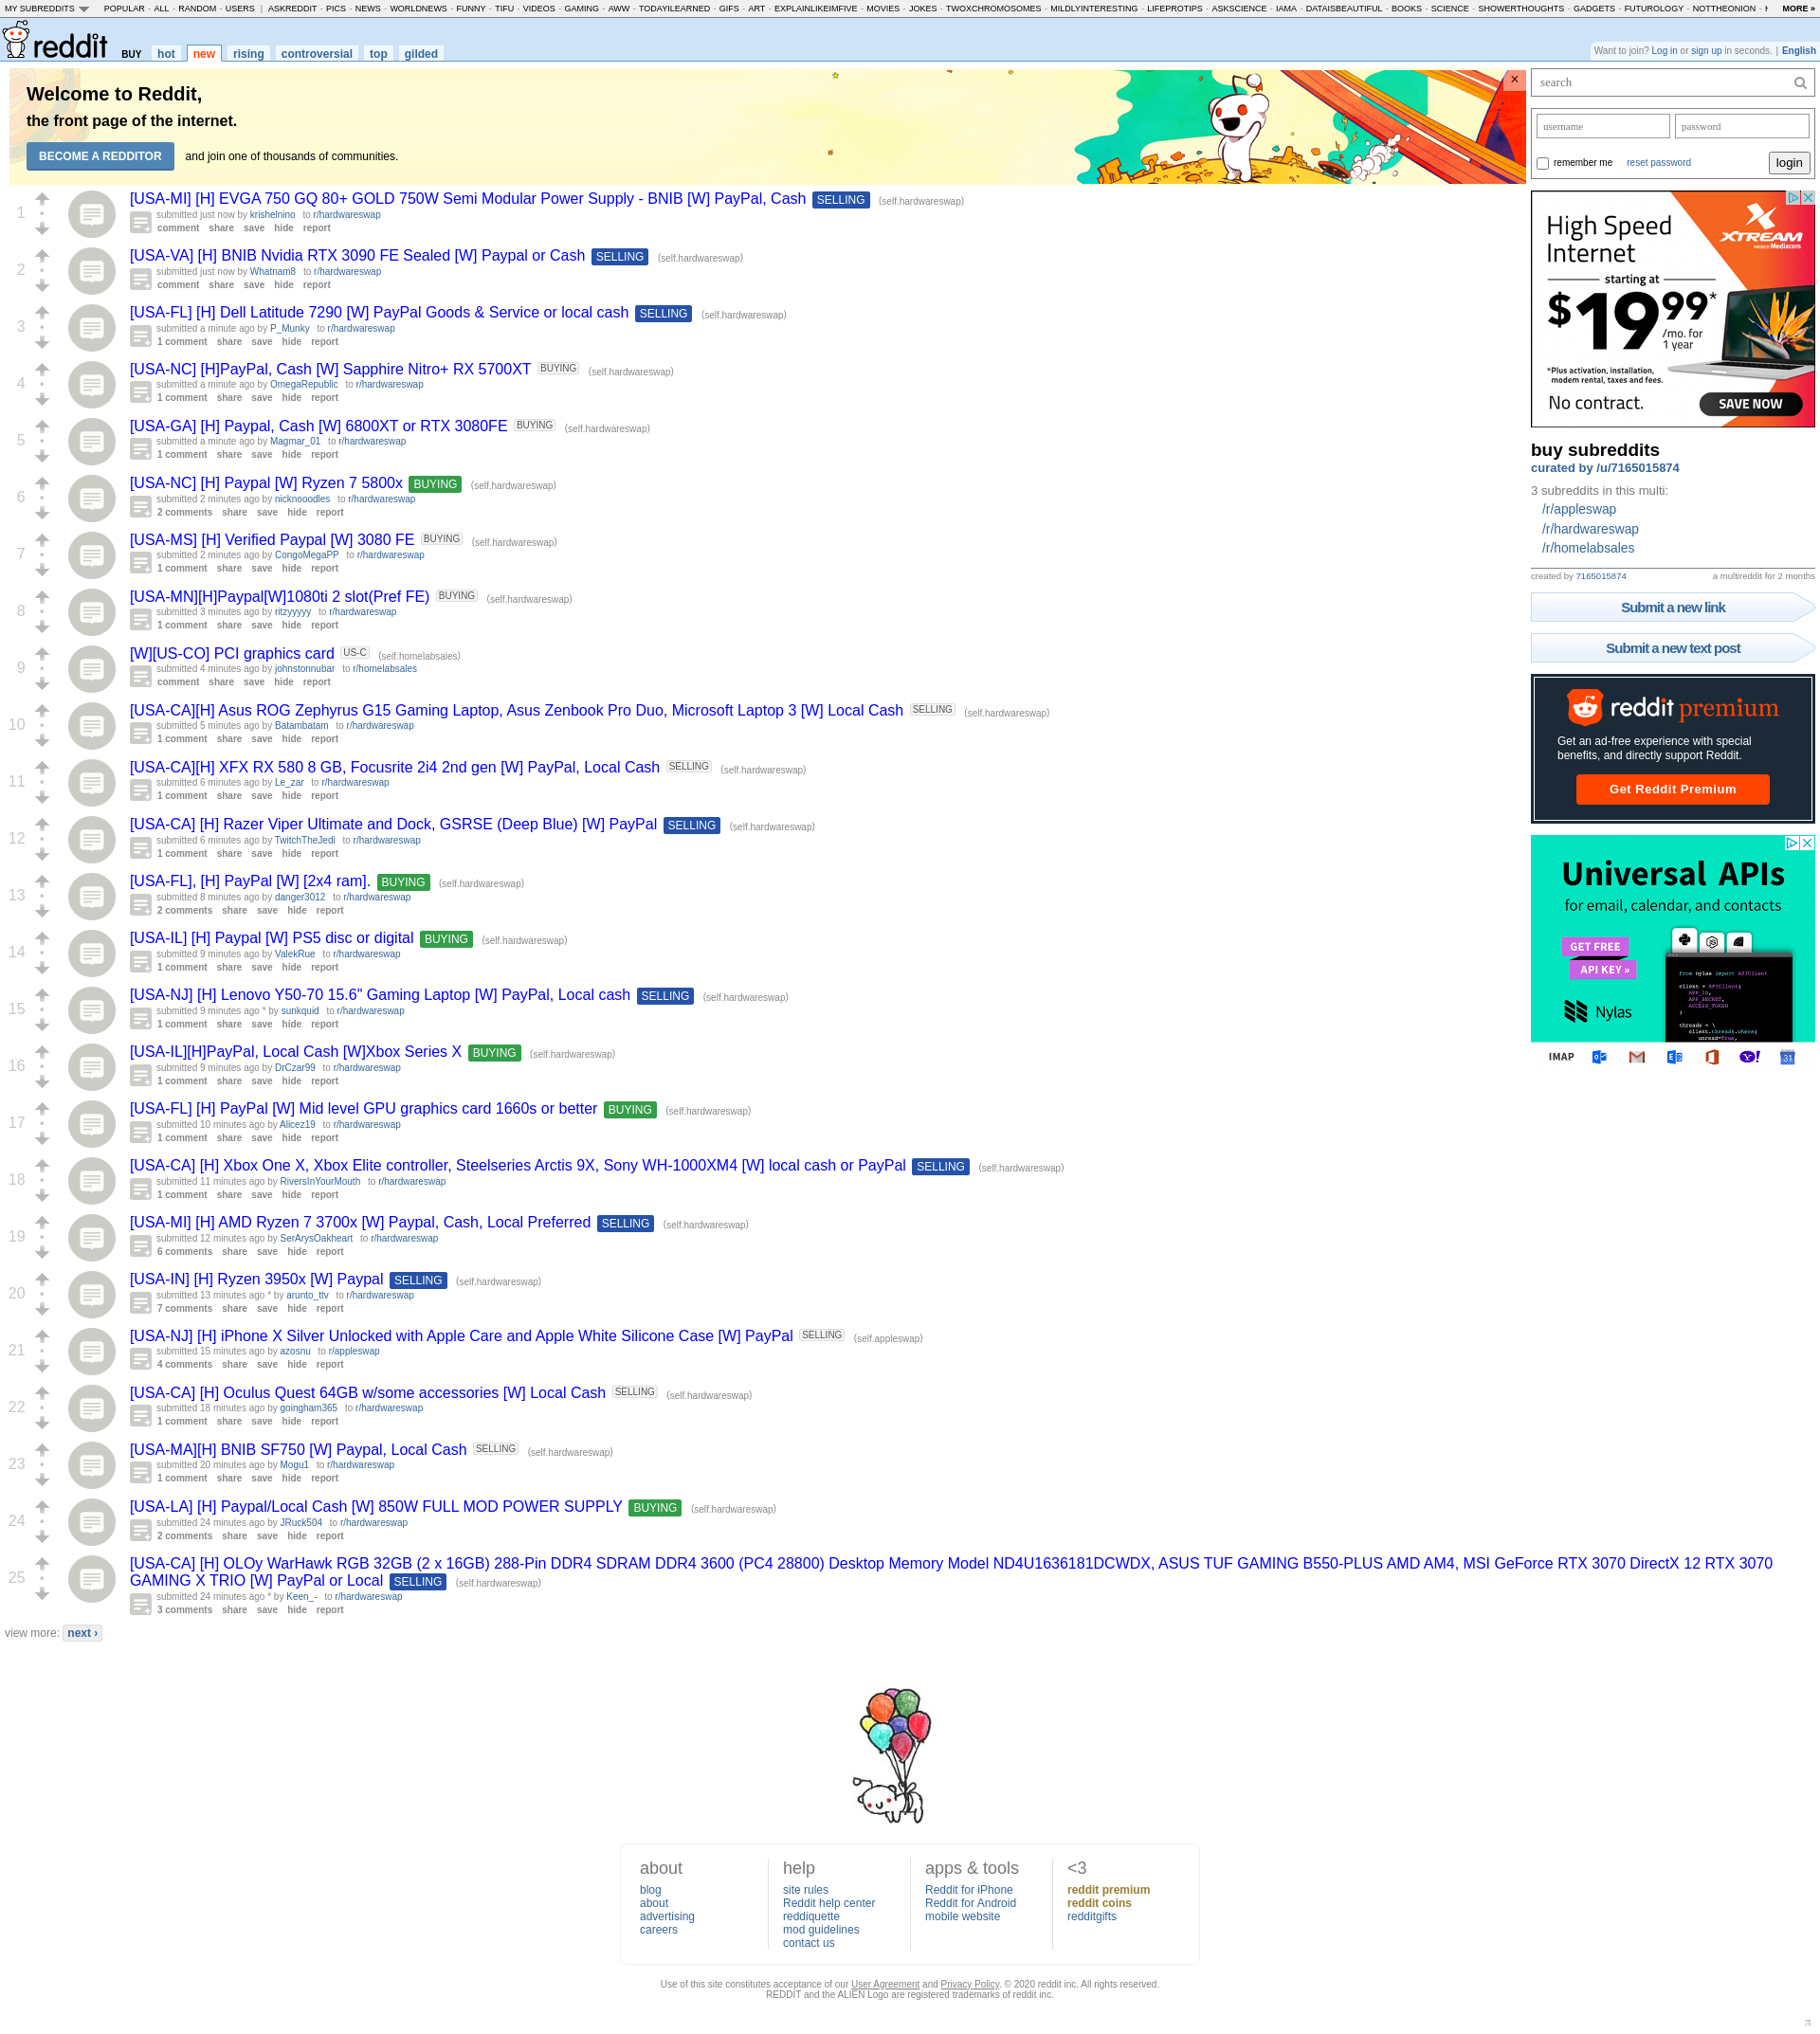 MY SUBREDDITS POPULAR - ALL - RANDOM - USERS | ASKREDDIT - PICS - NEWS - WORLDNEWS - FUNNY - TIFU - VIDEOS - GAMING - AWW - TODAYILEARNED - GIFS - ART - EXPLAINLIKEIMFIVE - MOVIES - JOKES - TWOXCHROMOSOMES - MILDLYINTERESTING - LIFEPROTIPS - ASKSCIENCE - IAMA - DATAISBEAUTIFUL - BOOKS - SCIENCE - SHOWERTHOUGHTS - GADGETS - FUTUROLOGY - NOTTHEONION - MORE »
reddit BUY hot new rising controversial top gilded
Want to join? Log in or sign up in seconds. | English
Welcome to Reddit,
the front page of the internet.
BECOME A REDDITOR and join one of thousands of communities.
×
1
[USA-MI] [H] EVGA 750 GQ 80+ GOLD 750W Semi Modular Power Supply - BNIB [W] PayPal, Cash SELLING (self.hardwareswap)
submitted just now by krishelnino to r/hardwareswap
comment share save hide report
2
[USA-VA] [H] BNIB Nvidia RTX 3090 FE Sealed [W] Paypal or Cash SELLING (self.hardwareswap)
submitted just now by Whatnam8 to r/hardwareswap
comment share save hide report
3
[USA-FL] [H] Dell Latitude 7290 [W] PayPal Goods & Service or local cash SELLING (self.hardwareswap)
submitted a minute ago by P_Munky to r/hardwareswap
1 comment share save hide report
4
[USA-NC] [H]PayPal, Cash [W] Sapphire Nitro+ RX 5700XT BUYING (self.hardwareswap)
submitted a minute ago by OmegaRepublic to r/hardwareswap
1 comment share save hide report
5
[USA-GA] [H] Paypal, Cash [W] 6800XT or RTX 3080FE BUYING (self.hardwareswap)
submitted a minute ago by Magmar_01 to r/hardwareswap
1 comment share save hide report
6
[USA-NC] [H] Paypal [W] Ryzen 7 5800x BUYING (self.hardwareswap)
submitted 2 minutes ago by nicknooodles to r/hardwareswap
2 comments share save hide report
7
[USA-MS] [H] Verified Paypal [W] 3080 FE BUYING (self.hardwareswap)
submitted 2 minutes ago by CongoMegaPP to r/hardwareswap
1 comment share save hide report
8
[USA-MN][H]Paypal[W]1080ti 2 slot(Pref FE) BUYING (self.hardwareswap)
submitted 3 minutes ago by ritzyyyyy to r/hardwareswap
1 comment share save hide report
9
[W][US-CO] PCI graphics card US-C (self.homelabsales)
submitted 4 minutes ago by johnstonnubar to r/homelabsales
comment share save hide report
10
[USA-CA][H] Asus ROG Zephyrus G15 Gaming Laptop, Asus Zenbook Pro Duo, Microsoft Laptop 3 [W] Local Cash SELLING (self.hardwareswap)
submitted 5 minutes ago by Batambatam to r/hardwareswap
1 comment share save hide report
11
[USA-CA][H] XFX RX 580 8 GB, Focusrite 2i4 2nd gen [W] PayPal, Local Cash SELLING (self.hardwareswap)
submitted 6 minutes ago by Le_zar to r/hardwareswap
1 comment share save hide report
12
[USA-CA] [H] Razer Viper Ultimate and Dock, GSRSE (Deep Blue) [W] PayPal SELLING (self.hardwareswap)
submitted 6 minutes ago by TwitchTheJedi to r/hardwareswap
1 comment share save hide report
13
[USA-FL], [H] PayPal [W] [2x4 ram]. BUYING (self.hardwareswap)
submitted 8 minutes ago by danger3012 to r/hardwareswap
2 comments share save hide report
14
[USA-IL] [H] Paypal [W] PS5 disc or digital BUYING (self.hardwareswap)
submitted 9 minutes ago by ValekRue to r/hardwareswap
1 comment share save hide report
15
[USA-NJ] [H] Lenovo Y50-70 15.6" Gaming Laptop [W] PayPal, Local cash SELLING (self.hardwareswap)
submitted 9 minutes ago * by sunkquid to r/hardwareswap
1 comment share save hide report
16
[USA-IL][H]PayPal, Local Cash [W]Xbox Series X BUYING (self.hardwareswap)
submitted 9 minutes ago by DrCzar99 to r/hardwareswap
1 comment share save hide report
17
[USA-FL] [H] PayPal [W] Mid level GPU graphics card 1660s or better BUYING (self.hardwareswap)
submitted 10 minutes ago by Alicez19 to r/hardwareswap
1 comment share save hide report
18
[USA-CA] [H] Xbox One X, Xbox Elite controller, Steelseries Arctis 9X, Sony WH-1000XM4 [W] local cash or PayPal SELLING (self.hardwareswap)
submitted 11 minutes ago by RiversInYourMouth to r/hardwareswap
1 comment share save hide report
19
[USA-MI] [H] AMD Ryzen 7 3700x [W] Paypal, Cash, Local Preferred SELLING (self.hardwareswap)
submitted 12 minutes ago by SerArysOakheart to r/hardwareswap
6 comments share save hide report
20
[USA-IN] [H] Ryzen 3950x [W] Paypal SELLING (self.hardwareswap)
submitted 13 minutes ago * by arunto_ttv to r/hardwareswap
7 comments share save hide report
21
[USA-NJ] [H] iPhone X Silver Unlocked with Apple Care and Apple White Silicone Case [W] PayPal SELLING (self.appleswap)
submitted 15 minutes ago by azosnu to r/appleswap
4 comments share save hide report
22
[USA-CA] [H] Oculus Quest 64GB w/some accessories [W] Local Cash SELLING (self.hardwareswap)
submitted 18 minutes ago by goingham365 to r/hardwareswap
1 comment share save hide report
23
[USA-MA][H] BNIB SF750 [W] Paypal, Local Cash SELLING (self.hardwareswap)
submitted 20 minutes ago by Mogu1 to r/hardwareswap
1 comment share save hide report
24
[USA-LA] [H] Paypal/Local Cash [W] 850W FULL MOD POWER SUPPLY BUYING (self.hardwareswap)
submitted 24 minutes ago by JRuck504 to r/hardwareswap
2 comments share save hide report
25
[USA-CA] [H] OLOy WarHawk RGB 32GB (2 x 16GB) 288-Pin DDR4 SDRAM DDR4 3600 (PC4 28800) Desktop Memory Model ND4U1636181DCWDX, ASUS TUF GAMING B550-PLUS AMD AM4, MSI GeForce RTX 3070 DirectX 12 RTX 3070
GAMING X TRIO [W] PayPal or Local SELLING (self.hardwareswap)
submitted 24 minutes ago * by Keen_- to r/hardwareswap
3 comments share save hide report
view more: next ›
search
username password
remember me reset password login
High Speed
Internet
XTREAM
POWERED BY Mediacom
starting at
$19.99*
/mo. for
1 year
*Plus activation, installation,
modem rental, taxes and fees.
No contract. SAVE NOW
buy subreddits
curated by /u/7165015874
3 subreddits in this multi:
/r/appleswap
/r/hardwareswap
/r/homelabsales
created by 7165015874 a multireddit for 2 months
Submit a new link
Submit a new text post
reddit premium
Get an ad-free experience with special
benefits, and directly support Reddit.
Get Reddit Premium
Universal APIs
for email, calendar, and contacts
GET FREE
API KEY »
from nylas import APIClient
client = APIClient(
APP_ID,
APP_SECRET,
ACCESS_TOKEN
)
threads = \
client.threads.where(
unread=True,
Nylas
IMAP 31
about
blog
about
advertising
careers
help
site rules
Reddit help center
reddiquette
mod guidelines
contact us
apps & tools
Reddit for iPhone
Reddit for Android
mobile website
<3
reddit premium
reddit coins
redditgifts
Use of this site constitutes acceptance of our User Agreement and Privacy Policy. © 2020 reddit inc. All rights reserved.
REDDIT and the ALIEN Logo are registered trademarks of reddit inc.
π